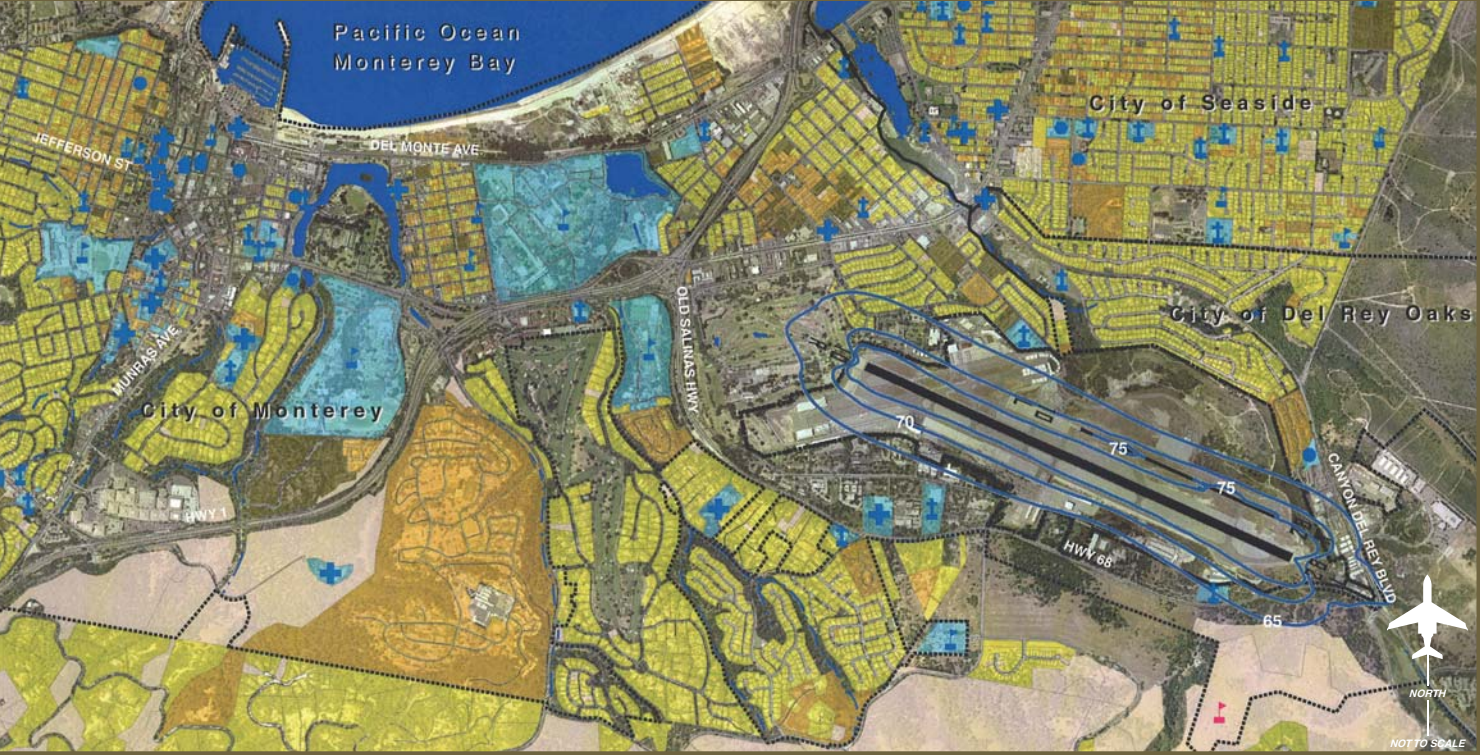 Pacific Ocean
Monterey Bay
City of Seaside
JEFFERSON ST
DEL MONTE AVE
OLD SALINAS HWY
City of Del Rey Oaks
MUNRAS AVE
City of Monterey
70
75
75
CANYON DEL REY BLVD
HWY 1
HWY 68
65
NORTH
NOT TO SCALE